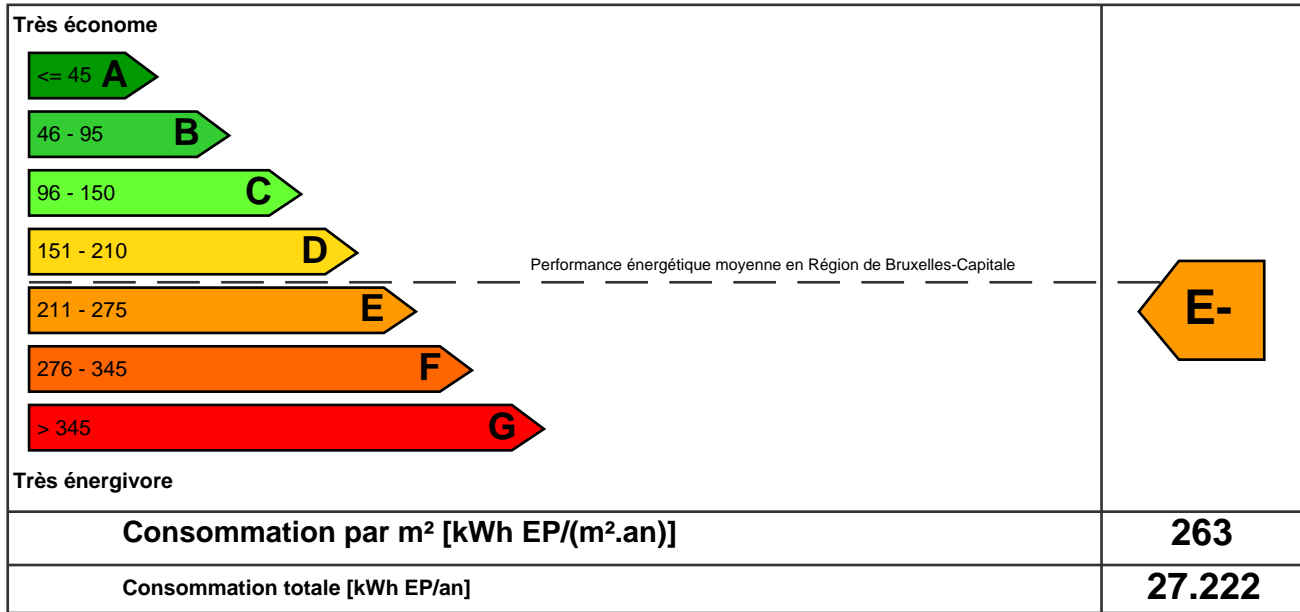 Très économe
<= 45 A
46 - 95 B
96 - 150 C
151 - 210 D
Performance énergétique moyenne en Région de Bruxelles-Capitale
211 - 275 E
E-
276 - 345 F
> 345 G
Très énergivore
Consommation par m² [kWh EP/(m².an)] 263
Consommation totale [kWh EP/an] 27.222